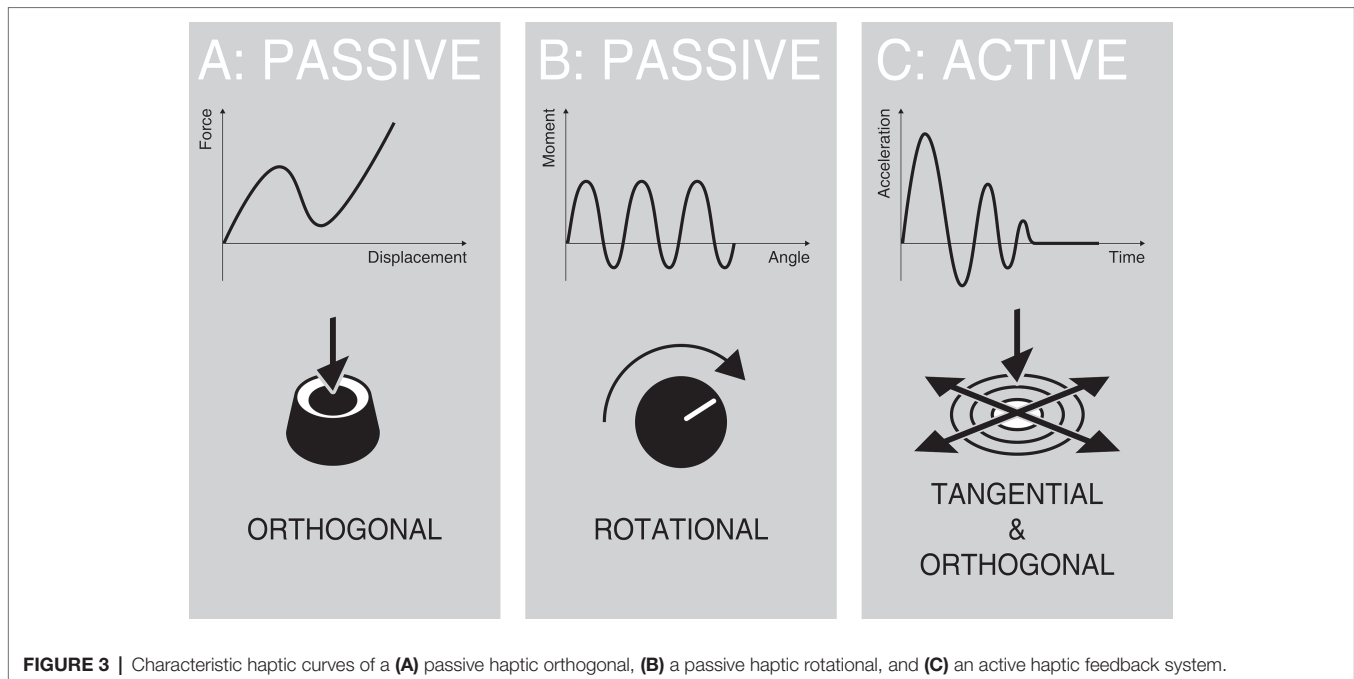 A: PASSIVE
Force
Displacement
ORTHOGONAL
B: PASSIVE
Moment
Angle
ROTATIONAL
C: ACTIVE
Acceleration
Time
TANGENTIAL
&
ORTHOGONAL
FIGURE 3 | Characteristic haptic curves of a (A) passive haptic orthogonal, (B) a passive haptic rotational, and (C) an active haptic feedback system.